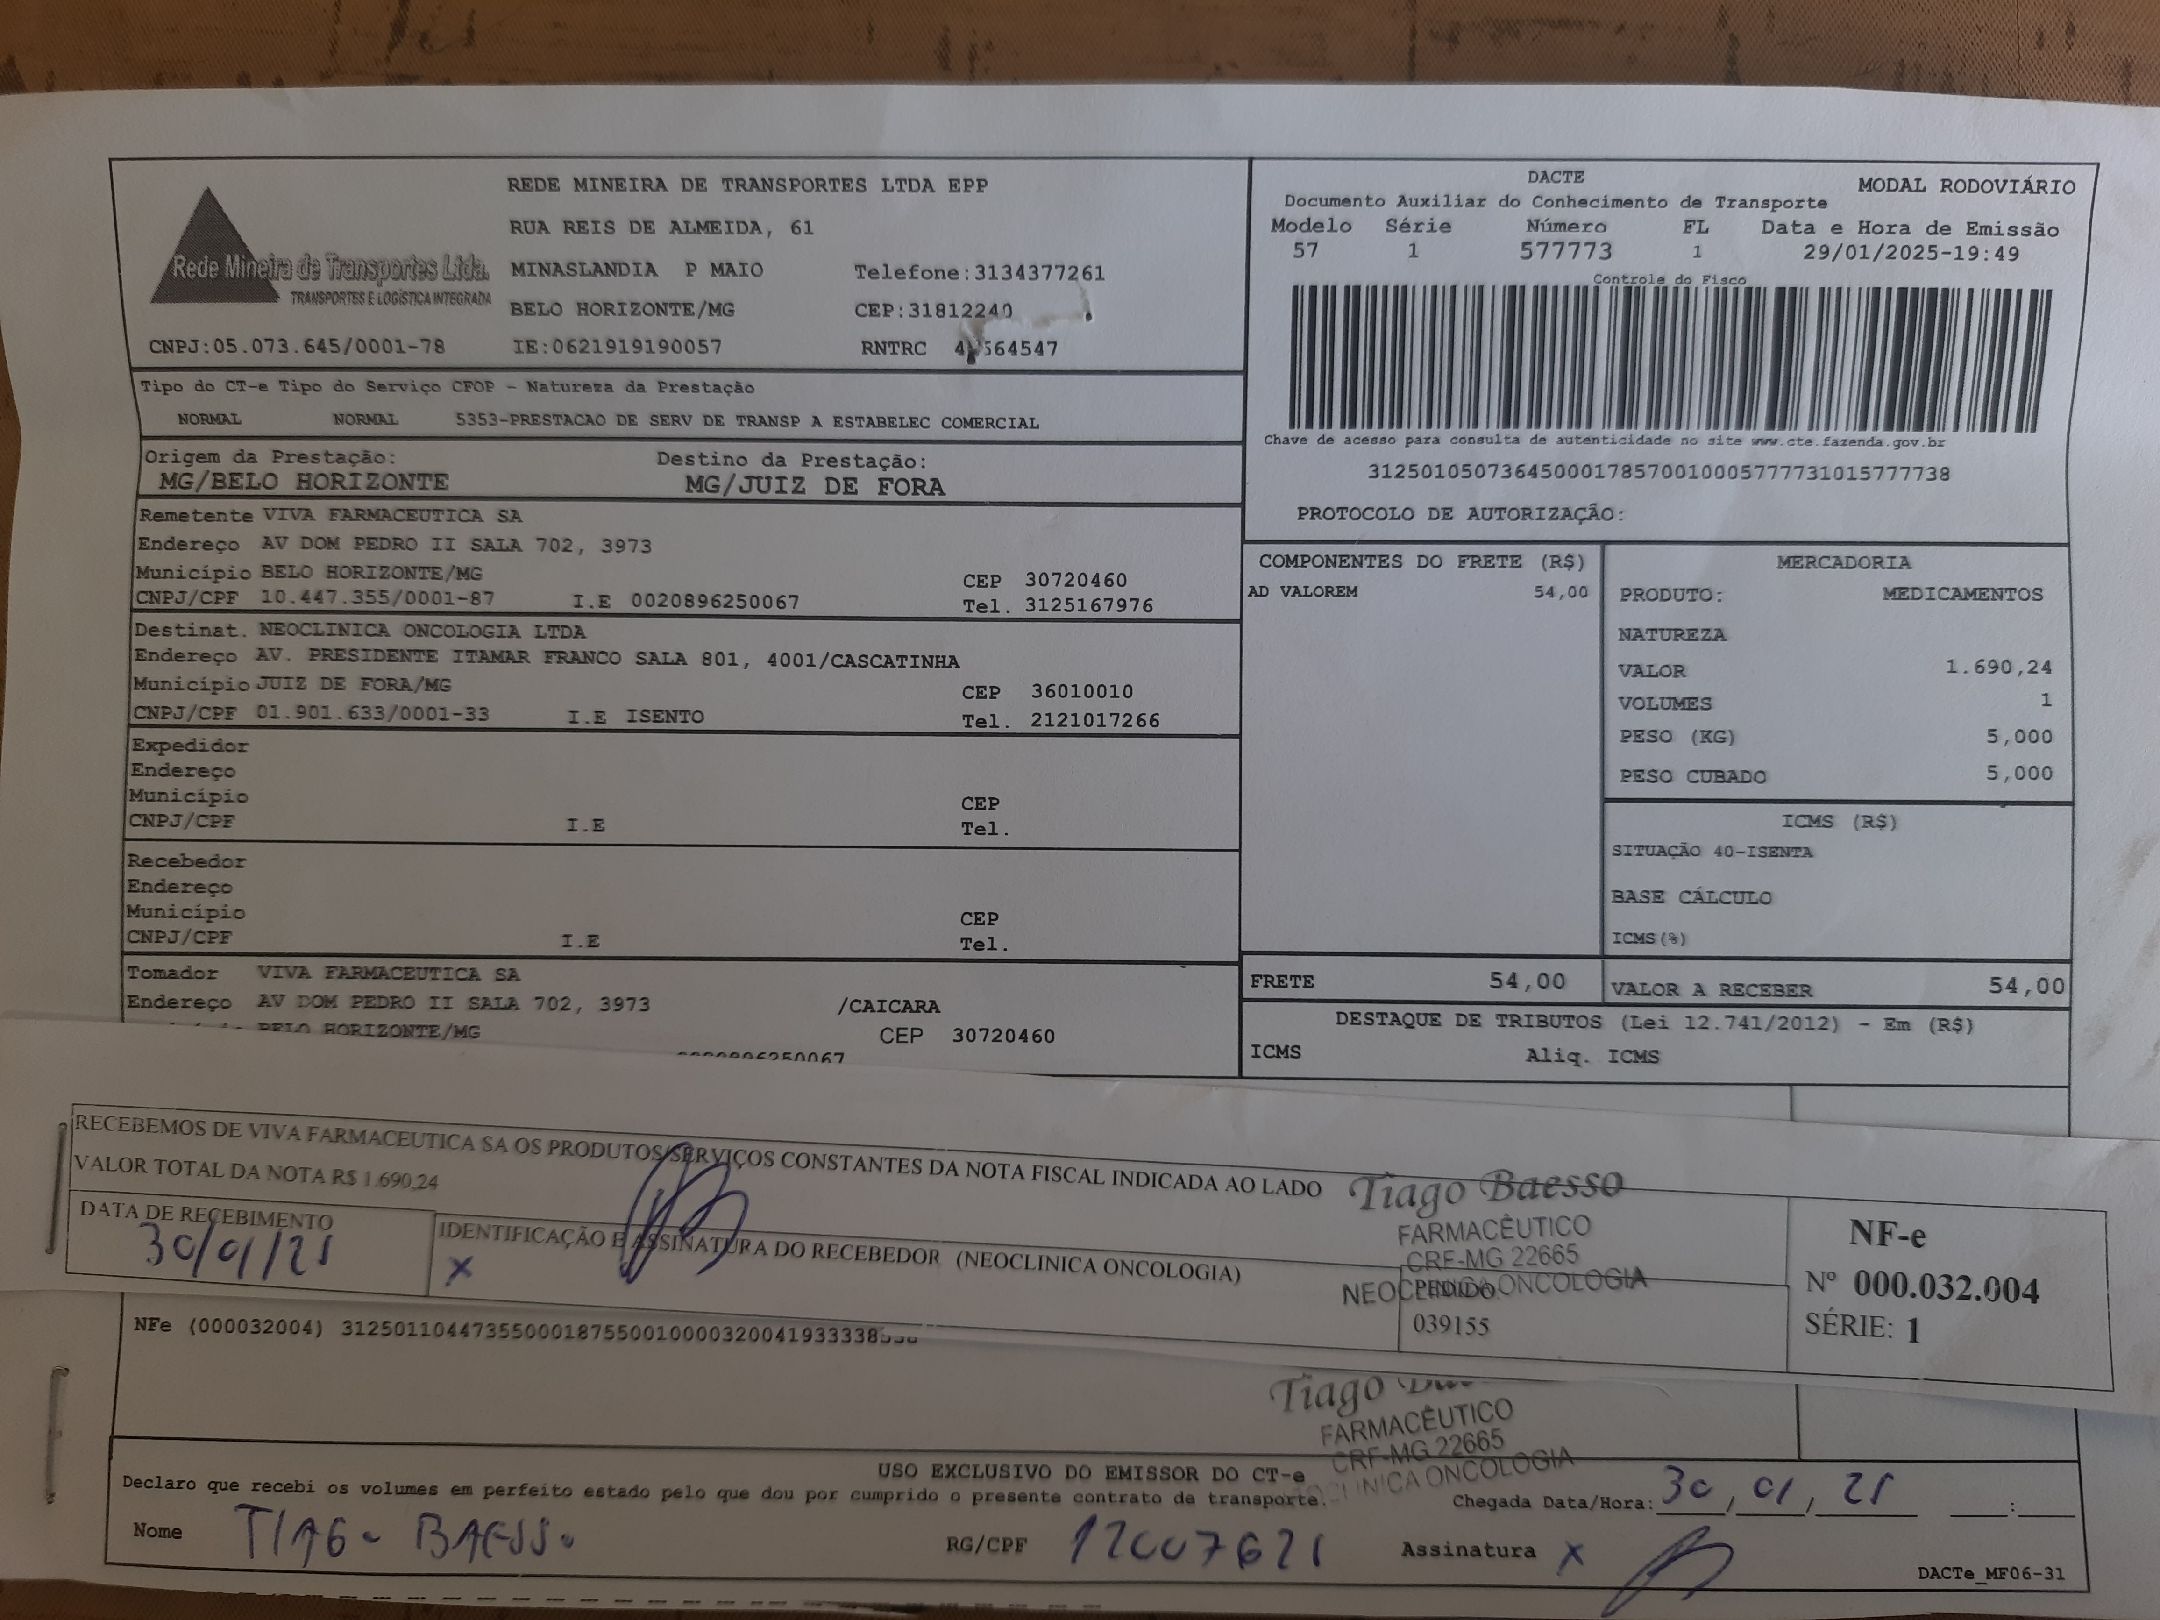 REDE MINEIRA DE TRANSPORTES LTDA EPP
RUA REIS DE ALMEIDA, 61
Rede Mineira de Transportes Ltda.
TRANSPORTES E LOGÍSTICA INTEGRADA
MINASLANDIA P MAIO Telefone:3134377261
BELO HORIZONTE/MG CEP:31812240
CNPJ:05.073.645/0001-78 IE:0621919190057 RNTRC 564547
DACTE MODAL RODOVIÁRIO
Documento Auxiliar do Conhecimento de Transporte
Modelo Série Número FL Data e Hora de Emissão
57 1 577773 1 29/01/2025-19:49
Controle do Fisco
Chave de acesso para consulta de autenticidade no site www.cte.fazenda.gov.br
31250105073645000178570010005777731015777738
PROTOCOLO DE AUTORIZAÇÃO:
Tipo do CT-e Tipo do Serviço CFOP - Natureza da Prestação
NORMAL NORMAL 5353-PRESTACAO DE SERV DE TRANSP A ESTABELEC COMERCIAL
Origem da Prestação: Destino da Prestação:
MG/BELO HORIZONTE MG/JUIZ DE FORA
Remetente VIVA FARMACEUTICA SA
Endereço AV DOM PEDRO II SALA 702, 3973
Município BELO HORIZONTE/MG CEP 30720460
CNPJ/CPF 10.447.355/0001-87 I.E 0020896250067 Tel. 3125167976
Destinat. NEOCLINICA ONCOLOGIA LTDA
Endereço AV. PRESIDENTE ITAMAR FRANCO SALA 801, 4001/CASCATINHA
Município JUIZ DE FORA/MG CEP 36010010
CNPJ/CPF 01.901.633/0001-33 I.E ISENTO Tel. 2121017266
Expedidor
Endereço
Município CEP
CNPJ/CPF I.E Tel.
Recebedor
Endereço
Município CEP
CNPJ/CPF I.E Tel.
Tomador VIVA FARMACEUTICA SA
Endereço AV DOM PEDRO II SALA 702, 3973 /CAICARA
BELO HORIZONTE/MG CEP 30720460
0020896250067
COMPONENTES DO FRETE (R$)
AD VALOREM 54,00
MERCADORIA
PRODUTO: MEDICAMENTOS
NATUREZA
VALOR 1.690,24
VOLUMES 1
PESO (KG) 5,000
PESO CUBADO 5,000
ICMS (R$)
SITUAÇÃO 40-ISENTA
BASE CÁLCULO
ICMS(%)
FRETE 54,00 VALOR A RECEBER 54,00
DESTAQUE DE TRIBUTOS (Lei 12.741/2012) - Em (R$)
ICMS Aliq. ICMS
RECEBEMOS DE VIVA FARMACEUTICA SA OS PRODUTOS/SERVIÇOS CONSTANTES DA NOTA FISCAL INDICADA AO LADO
VALOR TOTAL DA NOTA R$ 1.690,24
DATA DE RECEBIMENTO
30/01/25
IDENTIFICAÇÃO E ASSINATURA DO RECEBEDOR (NEOCLINICA ONCOLOGIA)
X
Tiago Baesso
FARMACÊUTICO
CRF-MG 22665
NEOCLINICA ONCOLOGIA
PEDIDO
039155
NF-e
Nº 000.032.004
SÉRIE: 1
NFe (000032004) 31250110447355000187550010000320041933338
Tiago
FARMACÊUTICO
CRF-MG 22665
CLINICA ONCOLOGIA
USO EXCLUSIVO DO EMISSOR DO CT-e
Declaro que recebi os volumes em perfeito estado pelo que dou por cumprido o presente contrato de transporte.
Chegada Data/Hora: 30/01/25 :
Nome TIAGO BAESSO RG/CPF 12007621 Assinatura X
DACTe_MF06-31